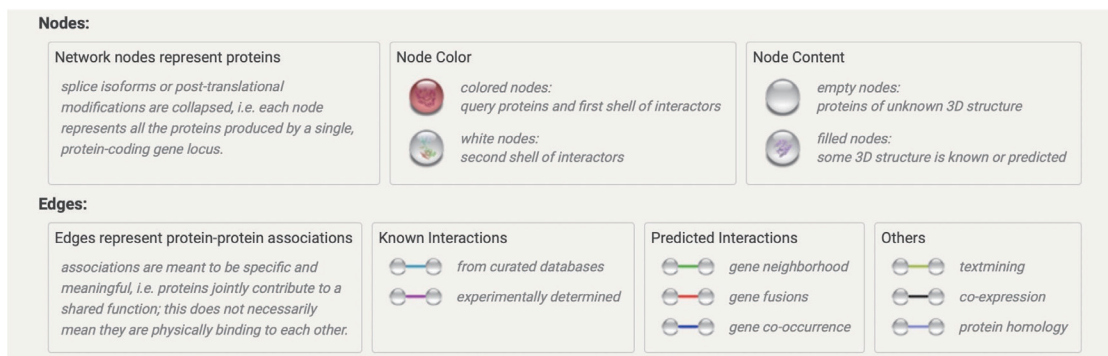 Nodes:
Network nodes represent proteins
splice isoforms or post-translational
modifications are collapsed, i.e. each node
represents all the proteins produced by a single,
protein-coding gene locus.
Node Color
colored nodes:
query proteins and first shell of interactors
white nodes:
second shell of interactors
Node Content
empty nodes:
proteins of unknown 3D structure
filled nodes:
some 3D structure is known or predicted
Edges:
Edges represent protein-protein associations
associations are meant to be specific and
meaningful, i.e. proteins jointly contribute to a
shared function; this does not necessarily
mean they are physically binding to each other.
Known Interactions
from curated databases
experimentally determined
Predicted Interactions
gene neighborhood
gene fusions
gene co-occurrence
Others
textmining
co-expression
protein homology